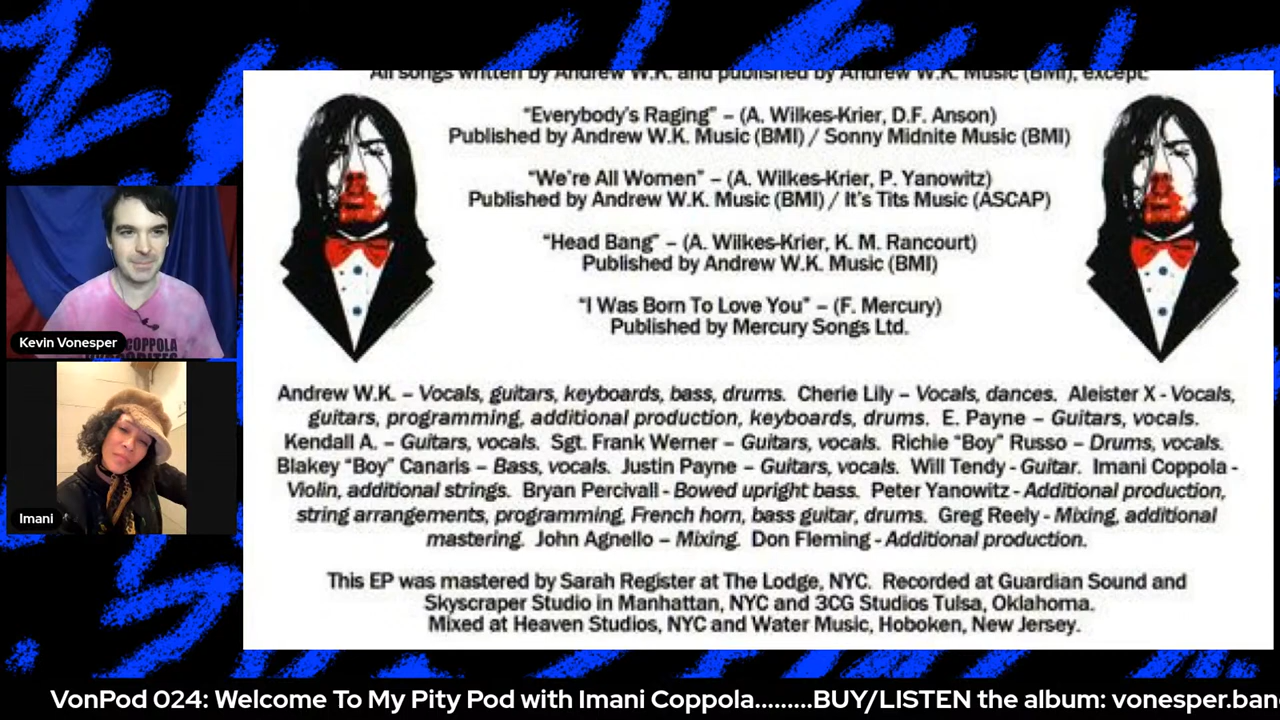 All songs written by Andrew W.K. and published by Andrew W.K. Music (BMI), except:
"Everybody's Raging" – (A. Wilkes-Krier, D.F. Anson)
Published by Andrew W.K. Music (BMI) / Sonny Midnite Music (BMI)
"We're All Women" – (A. Wilkes-Krier, P. Yanowitz)
Published by Andrew W.K. Music (BMI) / It's Tits Music (ASCAP)
"Head Bang" – (A. Wilkes-Krier, K. M. Rancourt)
Published by Andrew W.K. Music (BMI)
"I Was Born To Love You" – (F. Mercury)
Published by Mercury Songs Ltd.
Andrew W.K. – Vocals, guitars, keyboards, bass, drums. Cherie Lily – Vocals, dances. Aleister X - Vocals,
guitars, programming, additional production, keyboards, drums. E. Payne – Guitars, vocals.
Kendall A. – Guitars, vocals. Sgt. Frank Werner – Guitars, vocals. Richie "Boy" Russo – Drums, vocals.
Blakey "Boy" Canaris – Bass, vocals. Justin Payne – Guitars, vocals. Will Tendy - Guitar. Imani Coppola -
Violin, additional strings. Bryan Percivall - Bowed upright bass. Peter Yanowitz - Additional production,
string arrangements, programming, French horn, bass guitar, drums. Greg Reely - Mixing, additional
mastering. John Agnello – Mixing. Don Fleming - Additional production.
This EP was mastered by Sarah Register at The Lodge, NYC. Recorded at Guardian Sound and
Skyscraper Studio in Manhattan, NYC and 3CG Studios Tulsa, Oklahoma.
Mixed at Heaven Studios, NYC and Water Music, Hoboken, New Jersey.
COPPOLA
Kevin Vonesper
Imani
VonPod 024: Welcome To My Pity Pod with Imani Coppola.........BUY/LISTEN the album: vonesper.ban